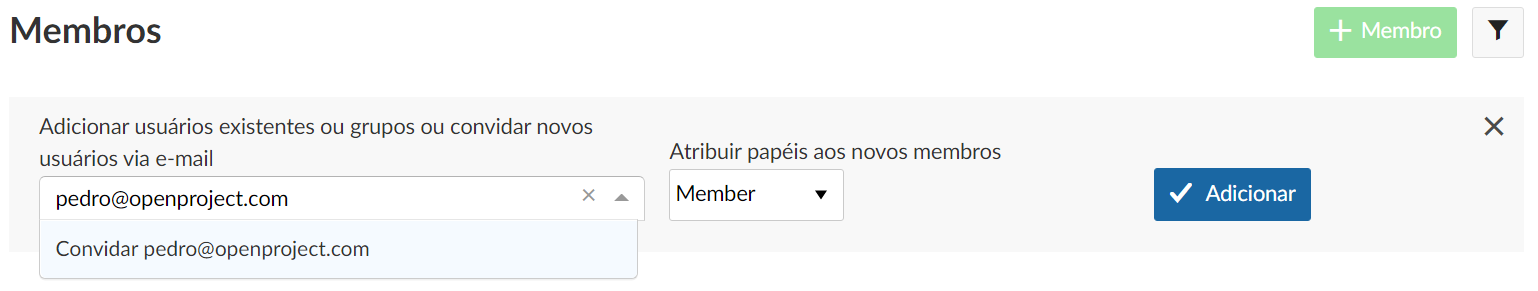 Membros
+ Membro
Adicionar usuários existentes ou grupos ou convidar novos
usuários via e-mail
Atribuir papéis aos novos membros
pedro@openproject.com
Member
Adicionar
Convidar pedro@openproject.com